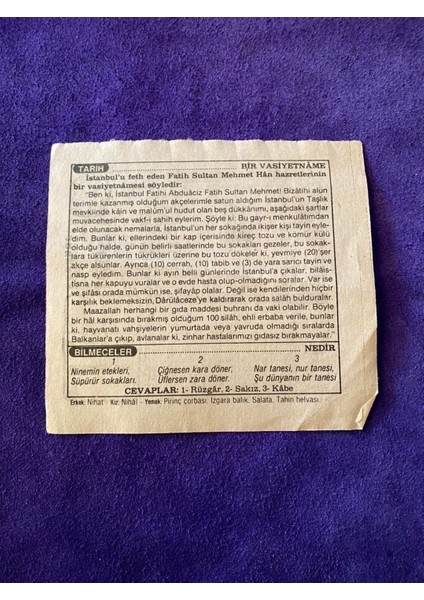 TARİH BİR VASİYETNÂME
İstanbul'u feth eden Fatih Sultan Mehmet Hân hazretlerinin
bir vasiyetnâmesi şöyledir:
"Ben ki, İstanbul Fatihi Abduâciz Fatih Sultan Mehmet! Bizâtihi alun
terimle kazanmış olduğum akçelerimle satun aldığım İstanbul'un Taşlık
mevkiinde kâin ve malûm'ul hudut olan beş dükkânımı, aşağıdaki şartlar
muvacehesinde vakf-ı sahih eylerim. Şöyle ki: Bu gayr-ı menkulâtımdan
elde olunacak nemalarla, İstanbul'un her sokağında ikişer kişi tayin eyle-
dim. Bunlar ki, ellerindeki bir kap içerisinde kireç tozu ve kömür külü
olduğu halde, günün belirli saatlerinde bu sokakları gezeler, bu sokak-
lara tükürenlerin tükrükleri üzerine bu tozu dökeler ki, yevmiye (20) şer
akçe alsunlar. Ayrıca (10) cerrah, (10) tabib ve (3) de yara sarıcı tayin ve
nasp eyledim. Bunlar ki ayın belli günlerinde İstanbul'a çıkalar, bilâis-
tisna her kapuyu vuralar ve o evde hasta olup-olmadığını soralar. Var ise
ve şifâsı orada mümkün ise, şifayâp olalar. Değil ise kendilerinden hiçbir
karşılık beklemeksizin, Dârülâceze'ye kaldırarak orada salâh bulduralar.
Maazallah herhangi bir gıda maddesi buhranı da vaki olabilir. Böyle
bir hâl karşısında bırakmış olduğum 100 silâh, ehli erbaba verile, bunlar
ki, hayvanatı vahşiyelerin yumurtada veya yavruda olmadığı sıralarda
Balkanlar'a çıkıp, avlanalar ki, zinhar hastalarımızı gıdasız bırakmayalar."
BİLMECELER NEDİR
1 2 3
Ninemin etekleri, Çiğnesen kara döner, Nar tanesi, nur tanesi,
Süpürür sokakları. Üflersen zara döner. Şu dünyanın bir tanesi
CEVAPLAR: 1- Rüzgâr, 2- Sakız, 3- Kâbe
Erkek: Nihat - Kız: Nihâl - Yemek: Pirinç çorbası, Izgara balık, Salata, Tahin helvası.